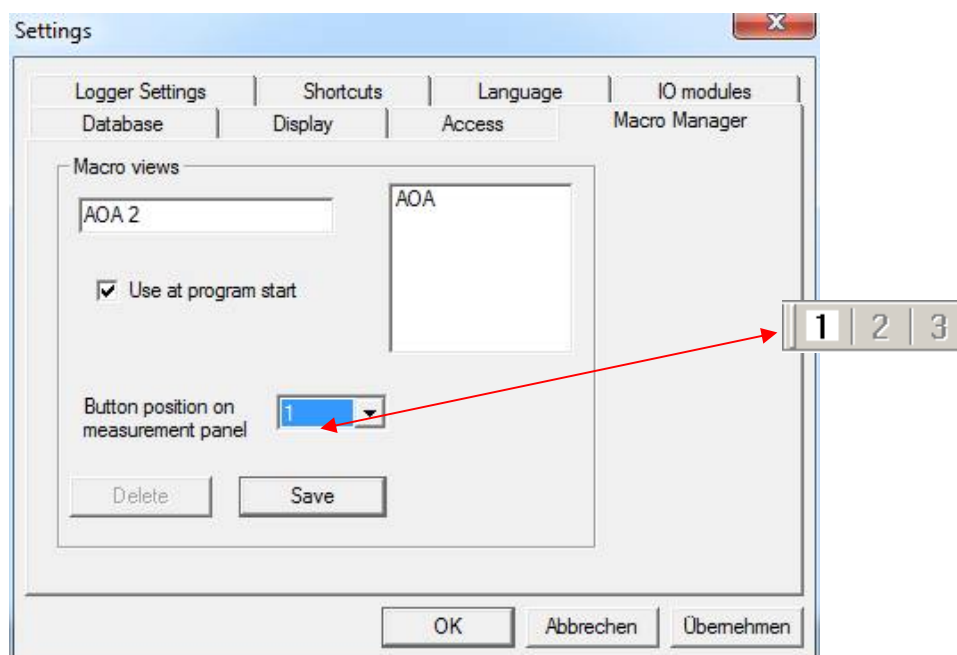 Settings
Logger Settings Shortcuts Language IO modules
Database Display Access Macro Manager
Macro views
AOA 2
AOA
Use at program start
1 2 3
Button position on
measurement panel
1
Delete Save
OK Abbrechen Übernehmen